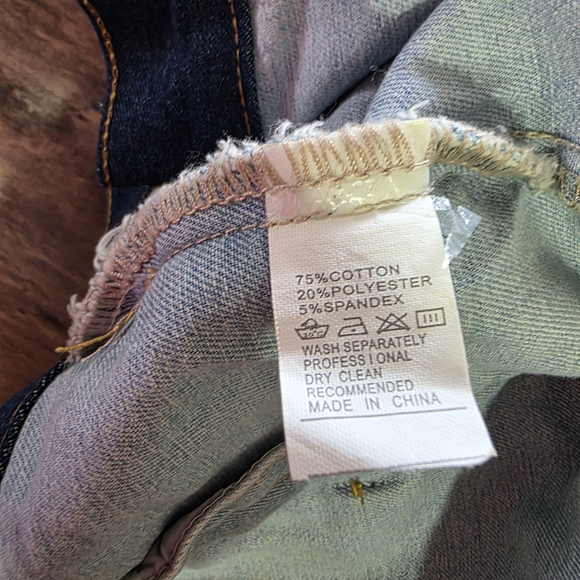 75%COTTON
20%POLYESTER
5%SPANDEX
WASH SEPARATELY
PROFESSIONAL
DRY CLEAN
RECOMMENDED
MADE IN CHINA